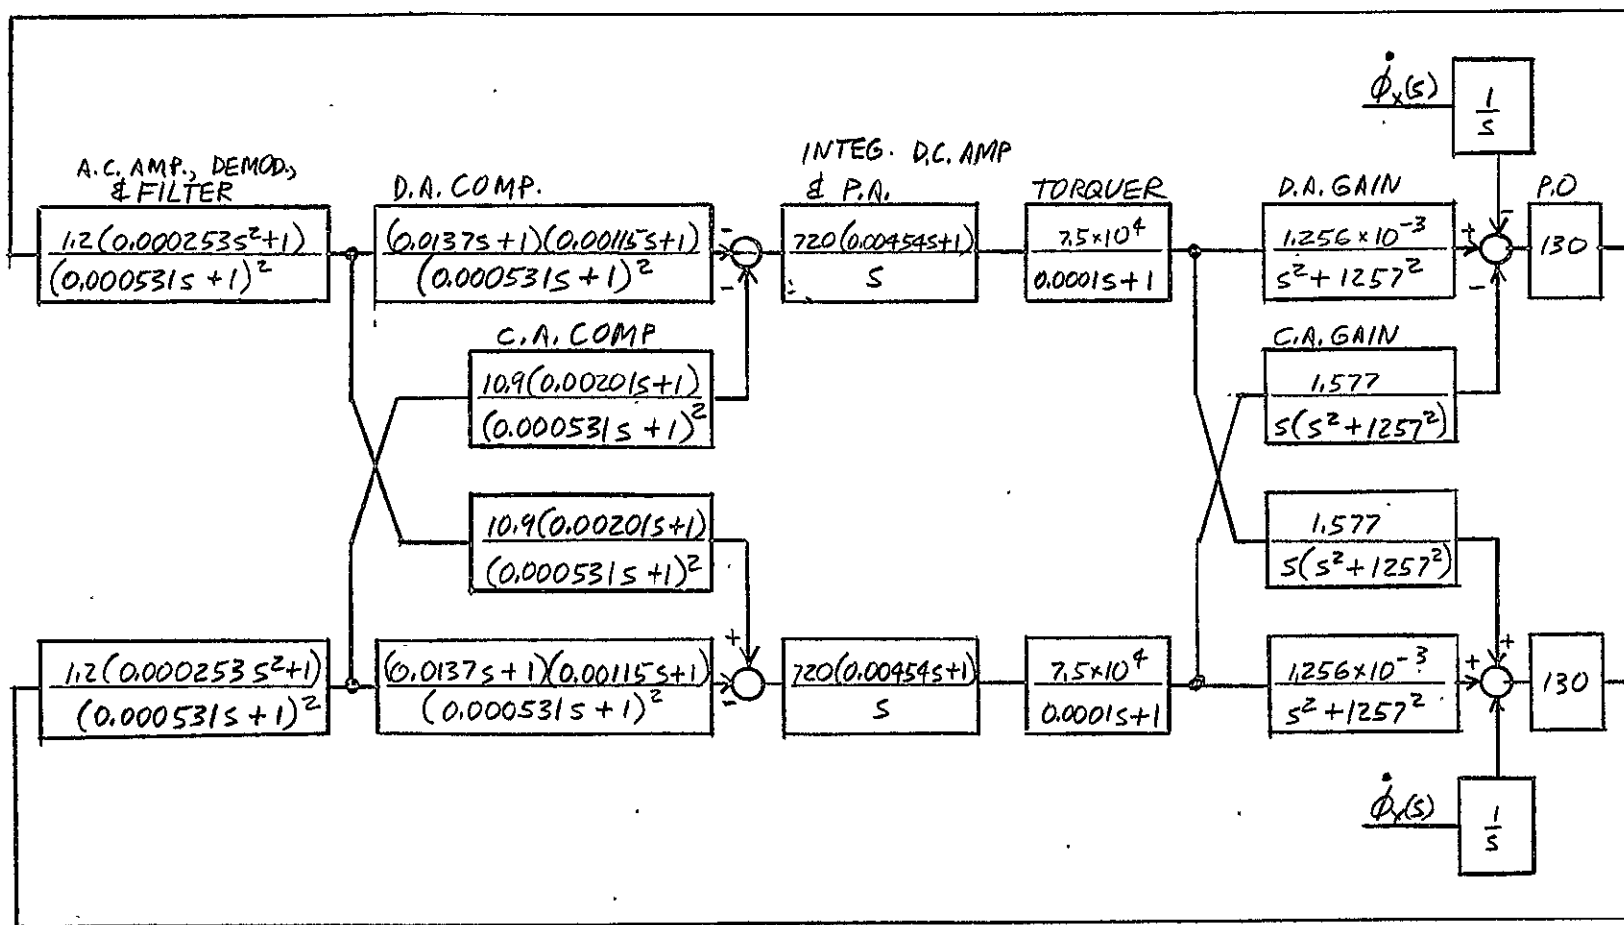 φ̇ₓ(s)
1/s
A.C. AMP., DEMOD., & FILTER
D.A. COMP.
INTEG. D.C. AMP & P.A.
TORQUER
D.A. GAIN
P.O
1.2(0.000253s²+1)/(0.000531s+1)²
(0.0137s+1)(0.00115s+1)/(0.000531s+1)²
-
-
720(0.00454s+1)/s
7.5×10⁴/0.0001s+1
1.256×10⁻³/s²+1257²
+
-
-
130
C.A. COMP
10.9(0.00201s+1)/(0.000531s+1)²
C.A. GAIN
1.577/s(s²+1257²)
10.9(0.00201s+1)/(0.000531s+1)²
1.577/s(s²+1257²)
1.2(0.000253s²+1)/(0.000531s+1)²
(0.0137s+1)(0.00115s+1)/(0.000531s+1)²
+
-
720(0.00454s+1)/s
7.5×10⁴/0.0001s+1
1.256×10⁻³/s²+1257²
+
+
+
130
φ̇ᵧ(s)
1/s